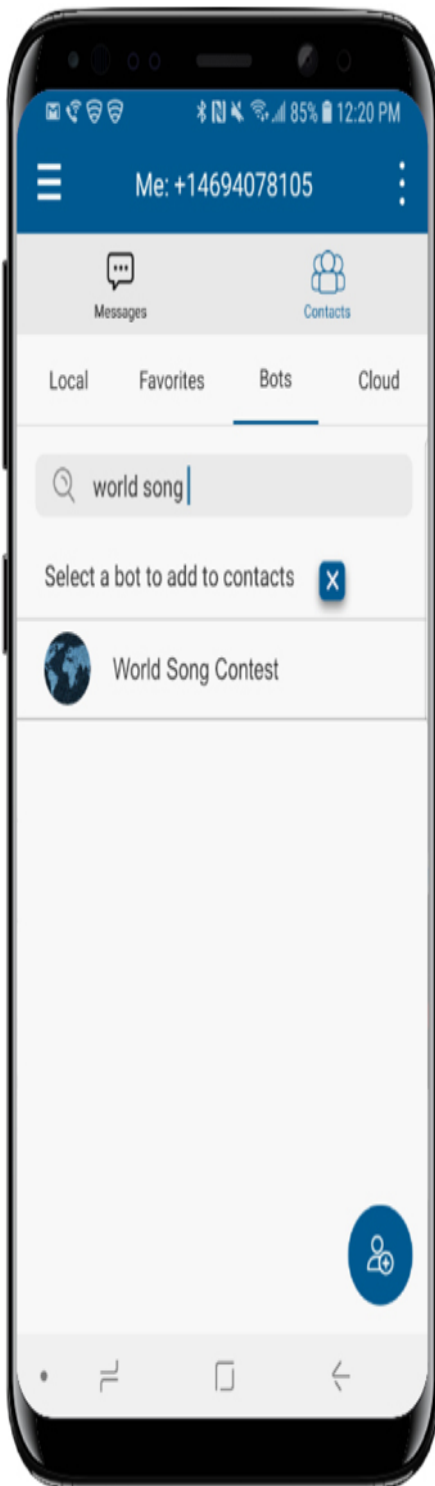 85% 12:20 PM
Me: +14694078105
Messages Contacts
Local Favorites Bots Cloud
world song
Select a bot to add to contacts
World Song Contest